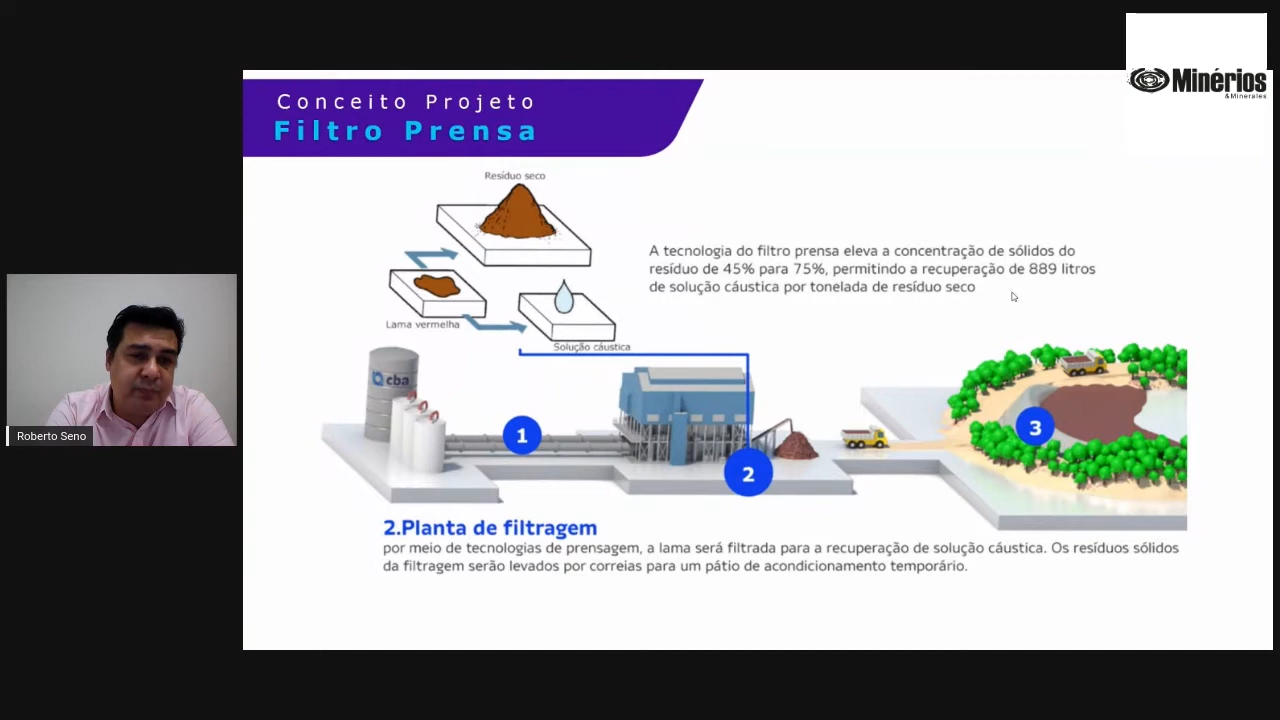 Minérios
& Minerales
Conceito Projeto
Filtro Prensa
Resíduo seco
A tecnologia do filtro prensa eleva a concentração de sólidos do
resíduo de 45% para 75%, permitindo a recuperação de 889 litros
de solução cáustica por tonelada de resíduo seco
Lama vermelha
Solução cáustica
cba
1
2
3
Roberto Seno
2.Planta de filtragem
por meio de tecnologias de prensagem, a lama será filtrada para a recuperação de solução cáustica. Os resíduos sólidos
da filtragem serão levados por correias para um pátio de acondicionamento temporário.